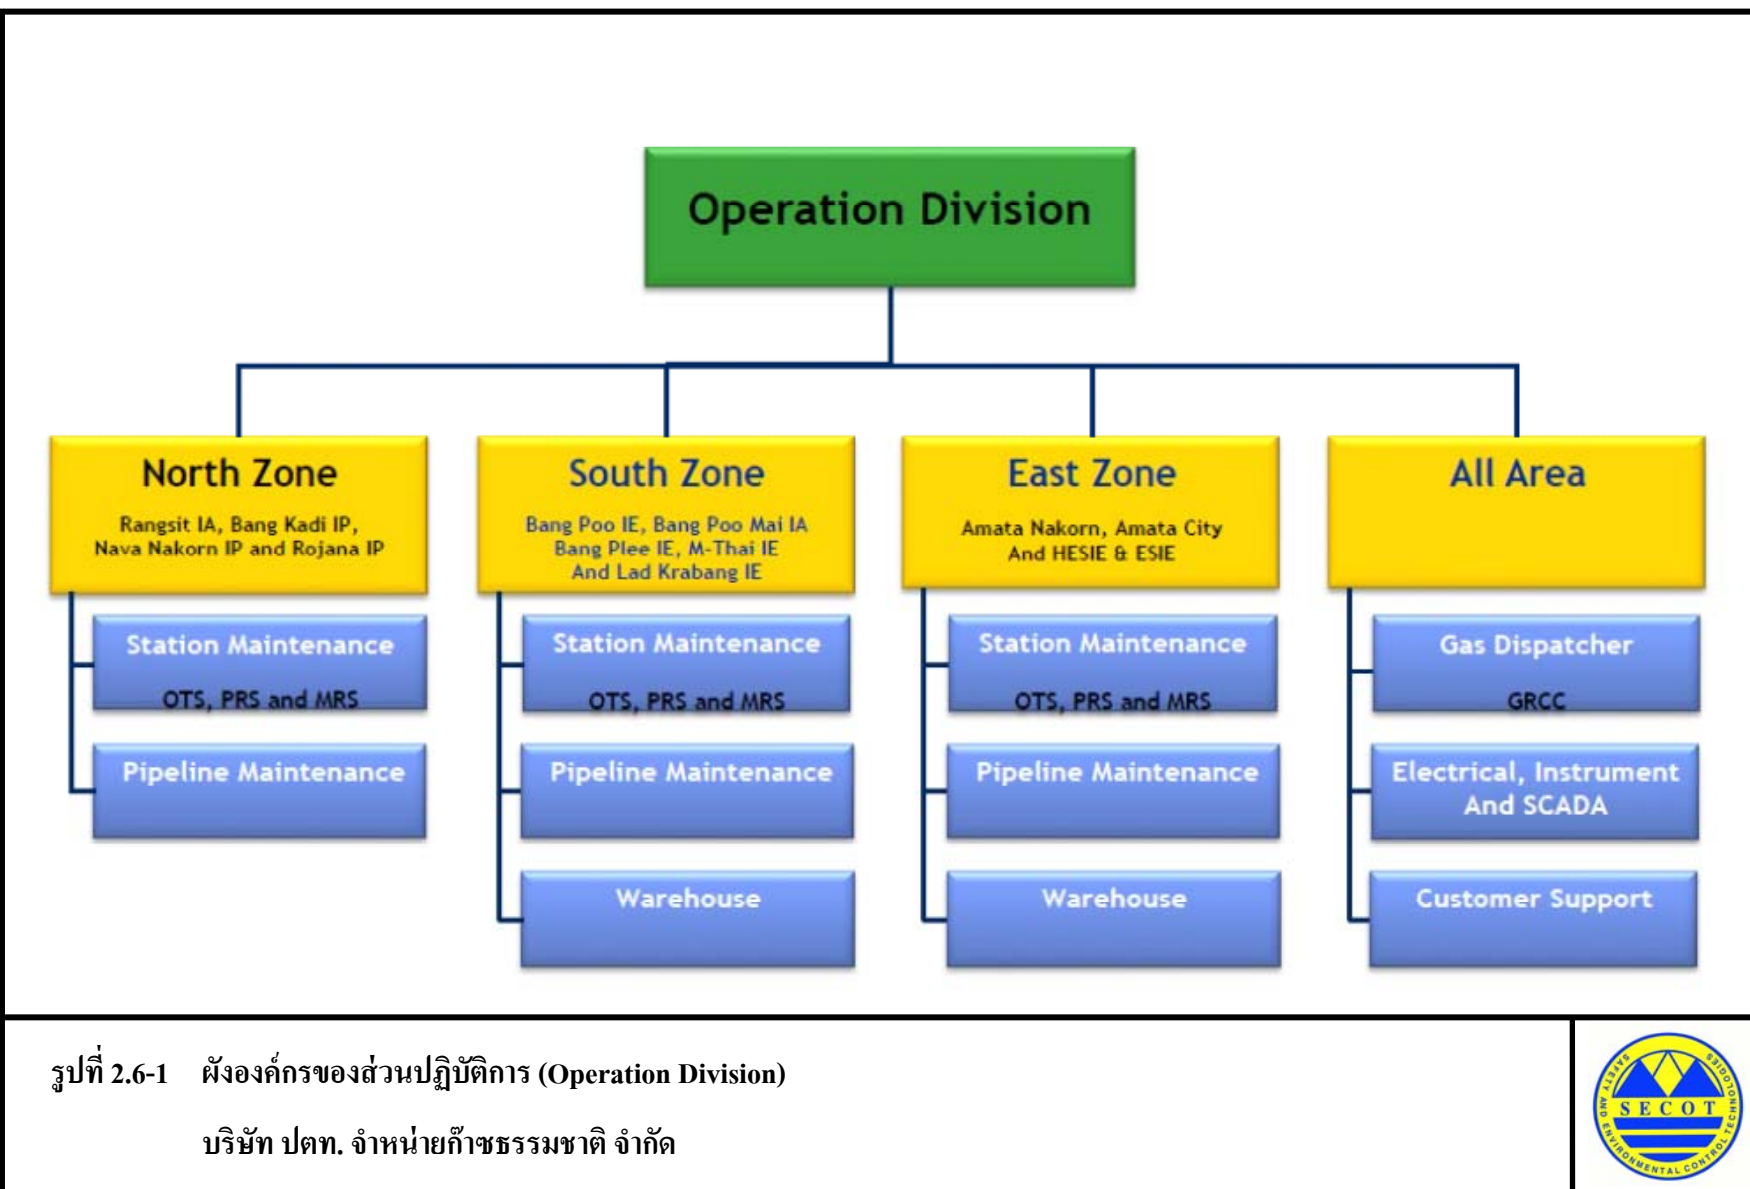 Operation Division
North Zone
Rangsit IA, Bang Kadi IP,
Nava Nakorn IP and Rojana IP
Station Maintenance
OTS, PRS and MRS
Pipeline Maintenance
South Zone
Bang Poo IE, Bang Poo Mai IA
Bang Plee IE, M-Thai IE
And Lad Krabang IE
Station Maintenance
OTS, PRS and MRS
Pipeline Maintenance
Warehouse
East Zone
Amata Nakorn, Amata City
And HESIE & ESIE
Station Maintenance
OTS, PRS and MRS
Pipeline Maintenance
Warehouse
All Area
Gas Dispatcher
GRCC
Electrical, Instrument
And SCADA
Customer Support
รูปที่ 2.6-1 ผังองค์กรของส่วนปฏิบัติการ (Operation Division)
บริษัท ปตท. จำหน่ายก๊าซธรรมชาติ จำกัด
SECOT
SAFETY AND ENVIRONMENTAL CONTROL TECHNOLOGIES